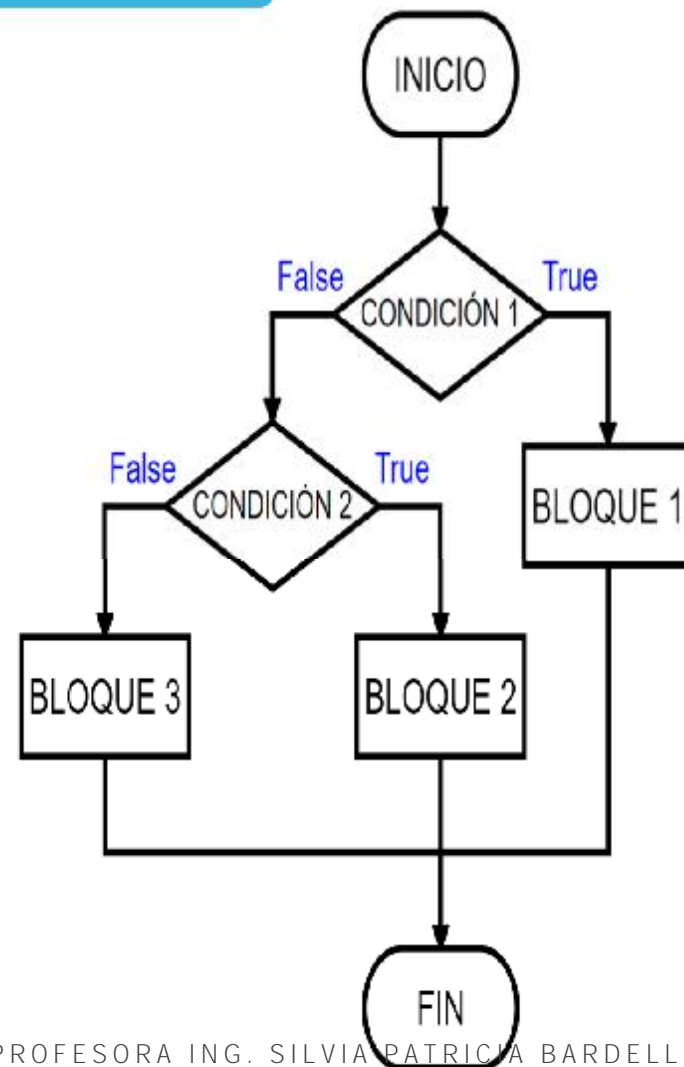 INICIO
False
True
CONDICIÓN 1
False
True
CONDICIÓN 2
BLOQUE 1
BLOQUE 3
BLOQUE 2
FIN
PROFESORA ING. SILVIA PATRICIA BARDELL